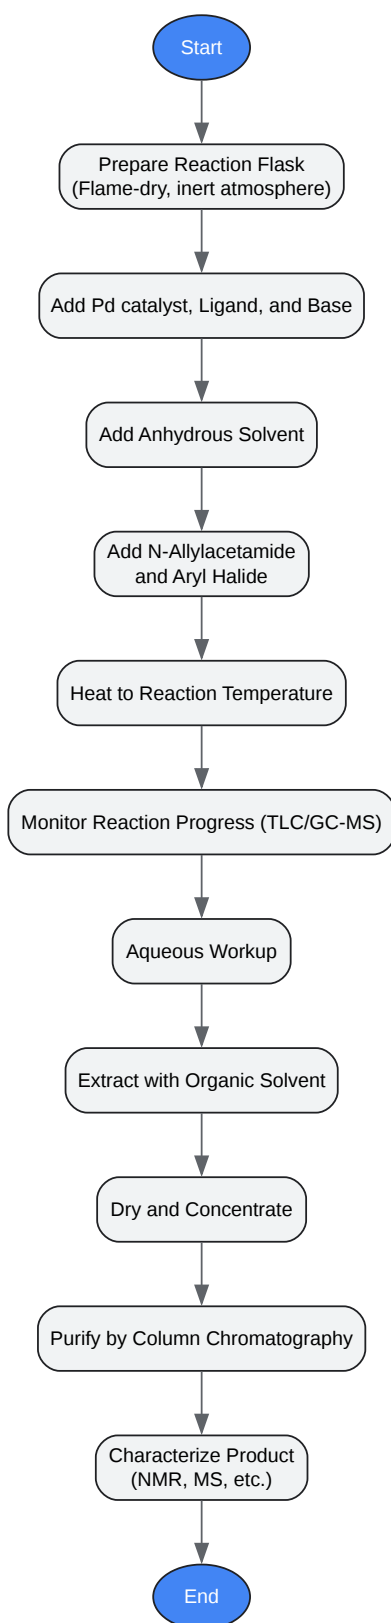 Start
Prepare Reaction Flask
(Flame-dry, inert atmosphere)
Add Pd catalyst, Ligand, and Base
Add Anhydrous Solvent
Add N-Allylacetamide
and Aryl Halide
Heat to Reaction Temperature
Monitor Reaction Progress (TLC/GC-MS)
Aqueous Workup
Extract with Organic Solvent
Dry and Concentrate
Purify by Column Chromatography
Characterize Product
(NMR, MS, etc.)
End